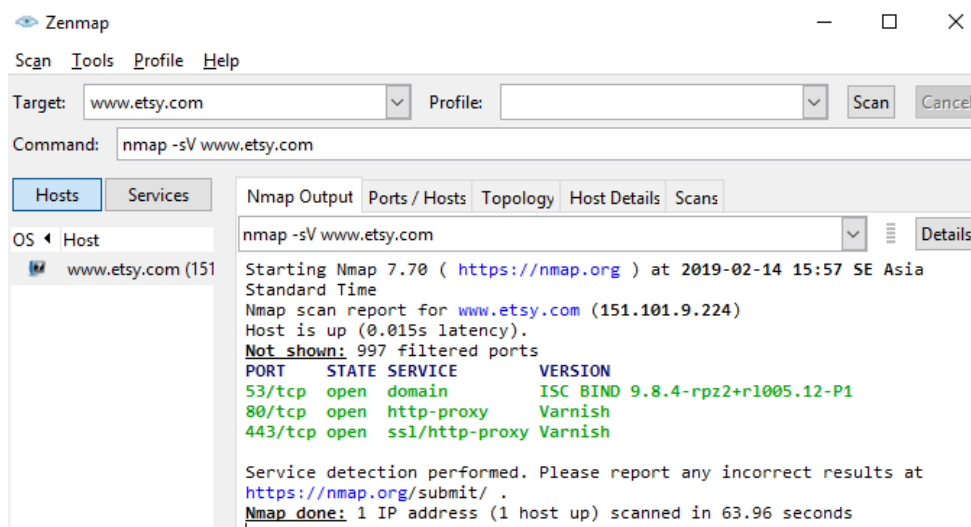 Zenmap
Scan Tools Profile Help
Target: www.etsy.com Profile: Scan Cancel
Command: nmap -sV www.etsy.com
Hosts Services Nmap Output Ports / Hosts Topology Host Details Scans
OS Host nmap -sV www.etsy.com Details
www.etsy.com (151
Starting Nmap 7.70 ( https://nmap.org ) at 2019-02-14 15:57 SE Asia
Standard Time
Nmap scan report for www.etsy.com (151.101.9.224)
Host is up (0.015s latency).
Not shown: 997 filtered ports
PORT STATE SERVICE VERSION
53/tcp open domain ISC BIND 9.8.4-rpz2+rl005.12-P1
80/tcp open http-proxy Varnish
443/tcp open ssl/http-proxy Varnish
Service detection performed. Please report any incorrect results at
https://nmap.org/submit/ .
Nmap done: 1 IP address (1 host up) scanned in 63.96 seconds